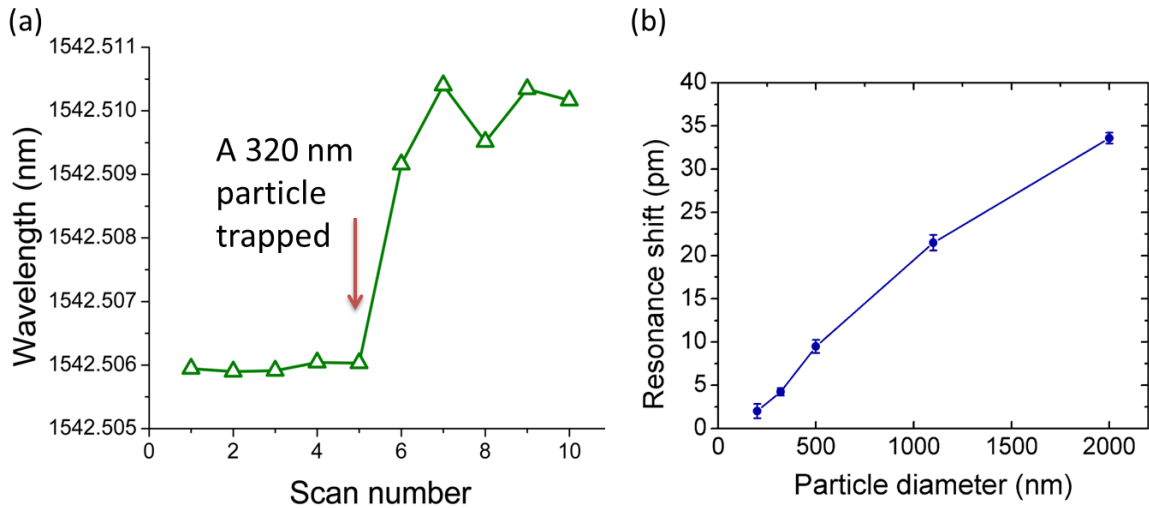 (a)
1542.511
1542.510
1542.509
1542.508
1542.507
1542.506
1542.505
Wavelength (nm)
A 320 nm
particle
trapped
0 2 4 6 8 10
Scan number
(b)
40
35
30
25
20
15
10
5
0
Resonance shift (pm)
0 500 1000 1500 2000
Particle diameter (nm)